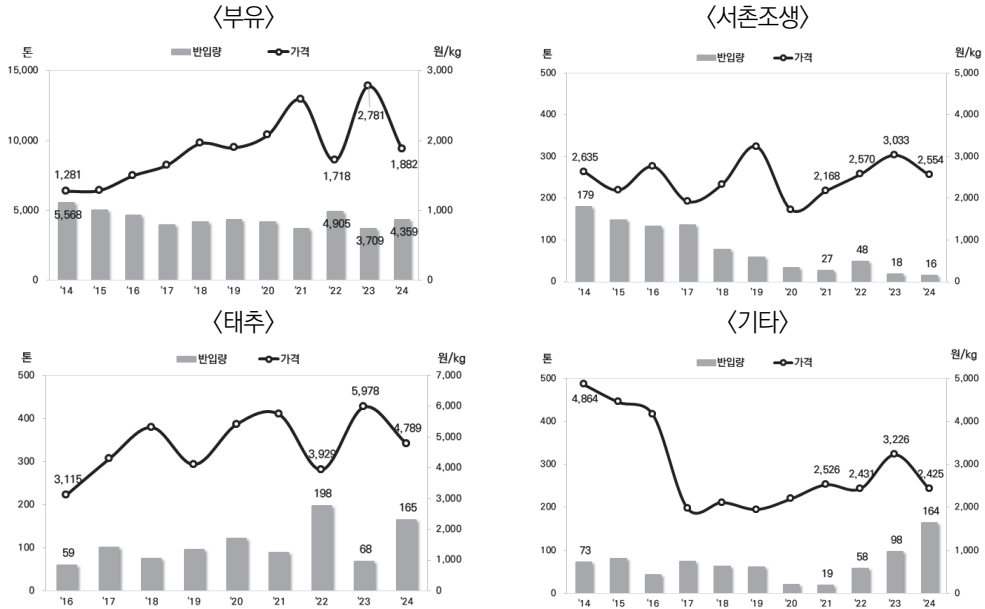 〈부유〉
톤 반입량 가격 원/kg
15,000 3,000
2,781
10,000 2,000
1,882
1,718
1,281
5,568 4,905 4,359
5,000 1,000
3,709
0 0
'14 '15 '16 '17 '18 '19 '20 '21 '22 '23 '24
〈서촌조생〉
톤 반입량 가격 원/kg
500 5,000
400 4,000
3,033
300 2,635 2,168 2,570 2,554 3,000
200 179 2,000
100 1,000
27 48 18 16
0 0
'14 '15 '16 '17 '18 '19 '20 '21 '22 '23 '24
〈태추〉
톤 반입량 가격 원/kg
500 7,000
5,978
400 6,000
4,789
5,000
300 3,929 4,000
3,115
200 198 165 3,000
2,000
100 59 68 1,000
0 0
'16 '17 '18 '19 '20 '21 '22 '23 '24
〈기타〉
톤 반입량 가격 원/kg
500 5,000
4,864
400 4,000
3,226
300 2,526 2,431 2,425 3,000
200 164 2,000
100 73 19 58 98 1,000
0 0
'14 '15 '16 '17 '18 '19 '20 '21 '22 '23 '24